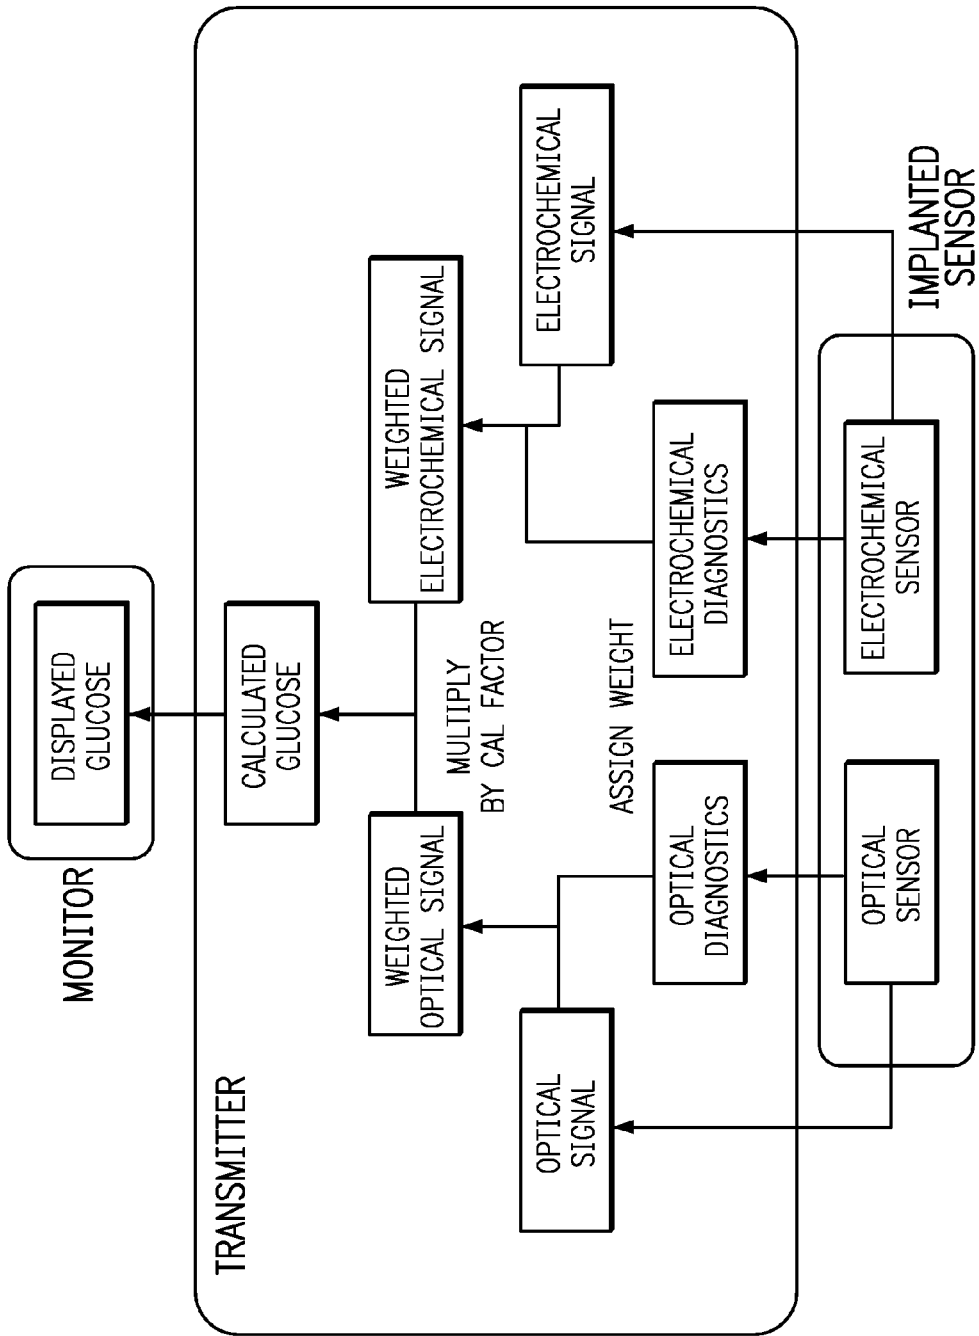 MONITOR
DISPLAYED
GLUCOSE
TRANSMITTER
CALCULATED
GLUCOSE
WEIGHTED
OPTICAL SIGNAL
MULTIPLY
BY CAL FACTOR
WEIGHTED
ELECTROCHEMICAL SIGNAL
OPTICAL
SIGNAL
ELECTROCHEMICAL
SIGNAL
ASSIGN WEIGHT
OPTICAL
DIAGNOSTICS
ELECTROCHEMICAL
DIAGNOSTICS
OPTICAL
SENSOR
ELECTROCHEMICAL
SENSOR
IMPLANTED
SENSOR